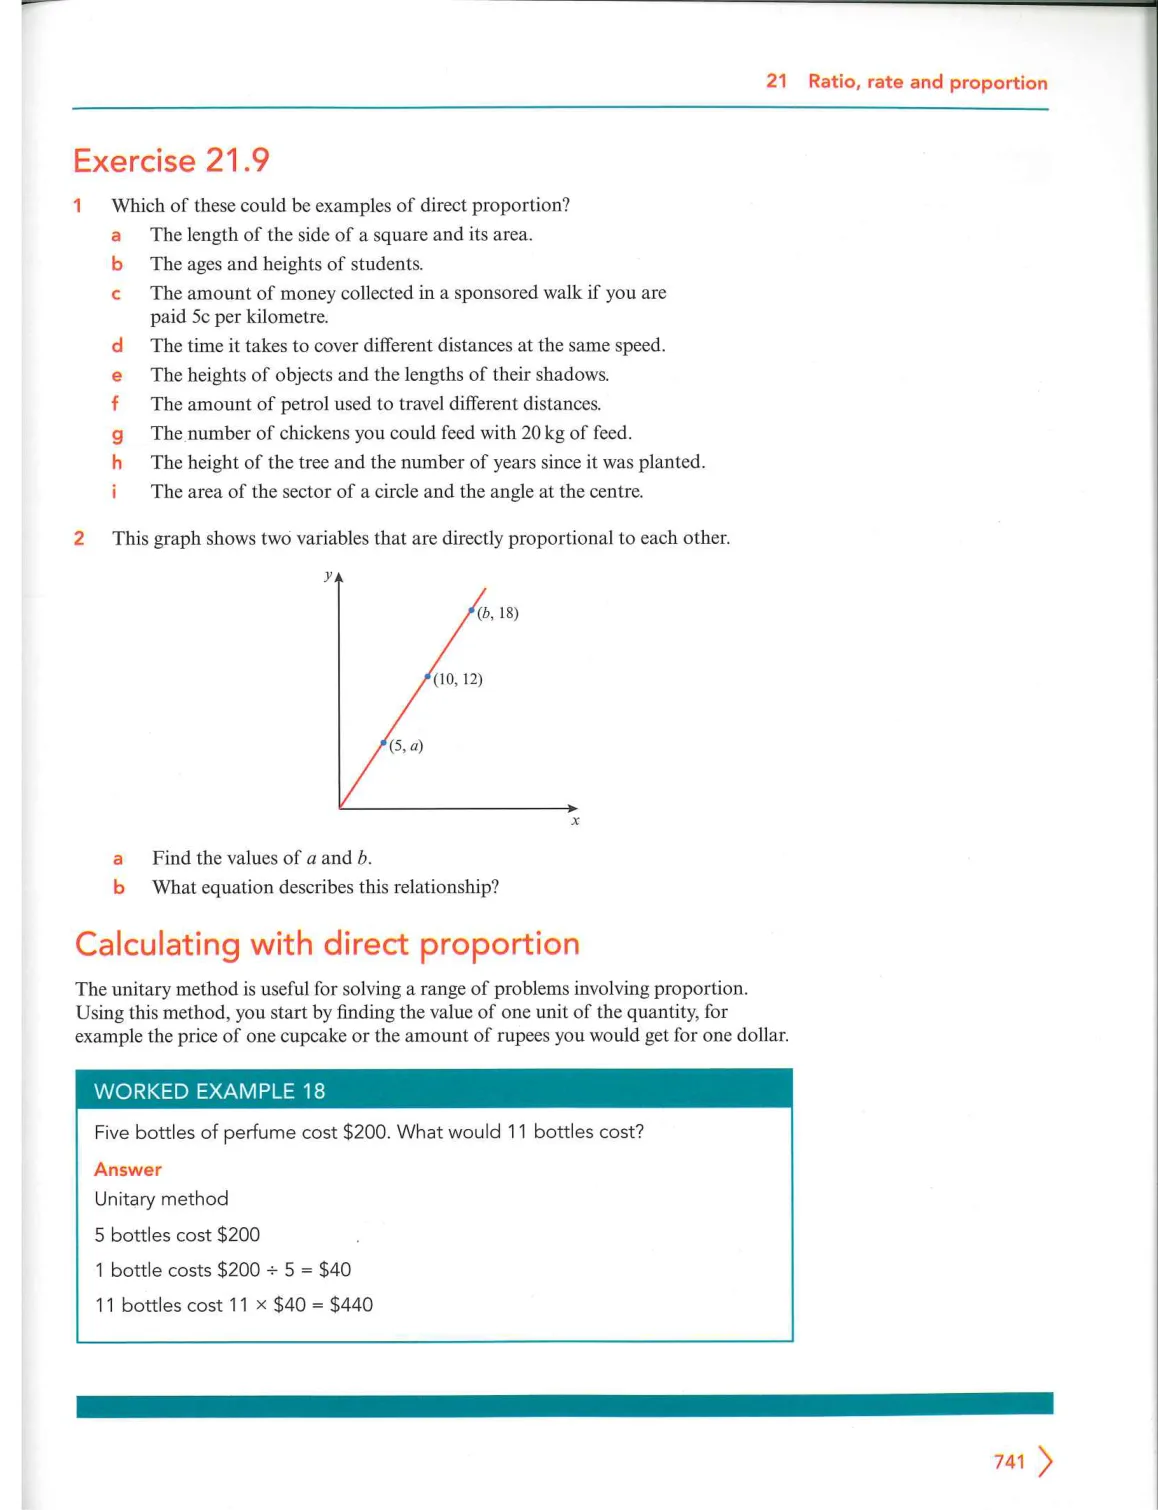 21 Ratio, rate and proportion
Exercise 21.9
1 Which of these could be examples of direct proportion?
a The length of the side of a square and its area.
b The ages and heights of students.
c The amount of money collected in a sponsored walk if you are
paid 5c per kilometre.
d The time it takes to cover different distances at the same speed.
e The heights of objects and the lengths of their shadows.
f The amount of petrol used to travel different distances.
g The number of chickens you could feed with 20 kg of feed.
h The height of the tree and the number of years since it was planted.
i The area of the sector of a circle and the angle at the centre.
2 This graph shows two variables that are directly proportional to each other.
y
(b, 18)
(10, 12)
(5, a)
x
a Find the values of a and b.
b What equation describes this relationship?
Calculating with direct proportion
The unitary method is useful for solving a range of problems involving proportion.
Using this method, you start by finding the value of one unit of the quantity, for
example the price of one cupcake or the amount of rupees you would get for one dollar.
WORKED EXAMPLE 18
Five bottles of perfume cost $200. What would 11 bottles cost?
Answer
Unitary method
5 bottles cost $200
1 bottle costs $200 ÷ 5 = $40
11 bottles cost 11 × $40 = $440
741 〉